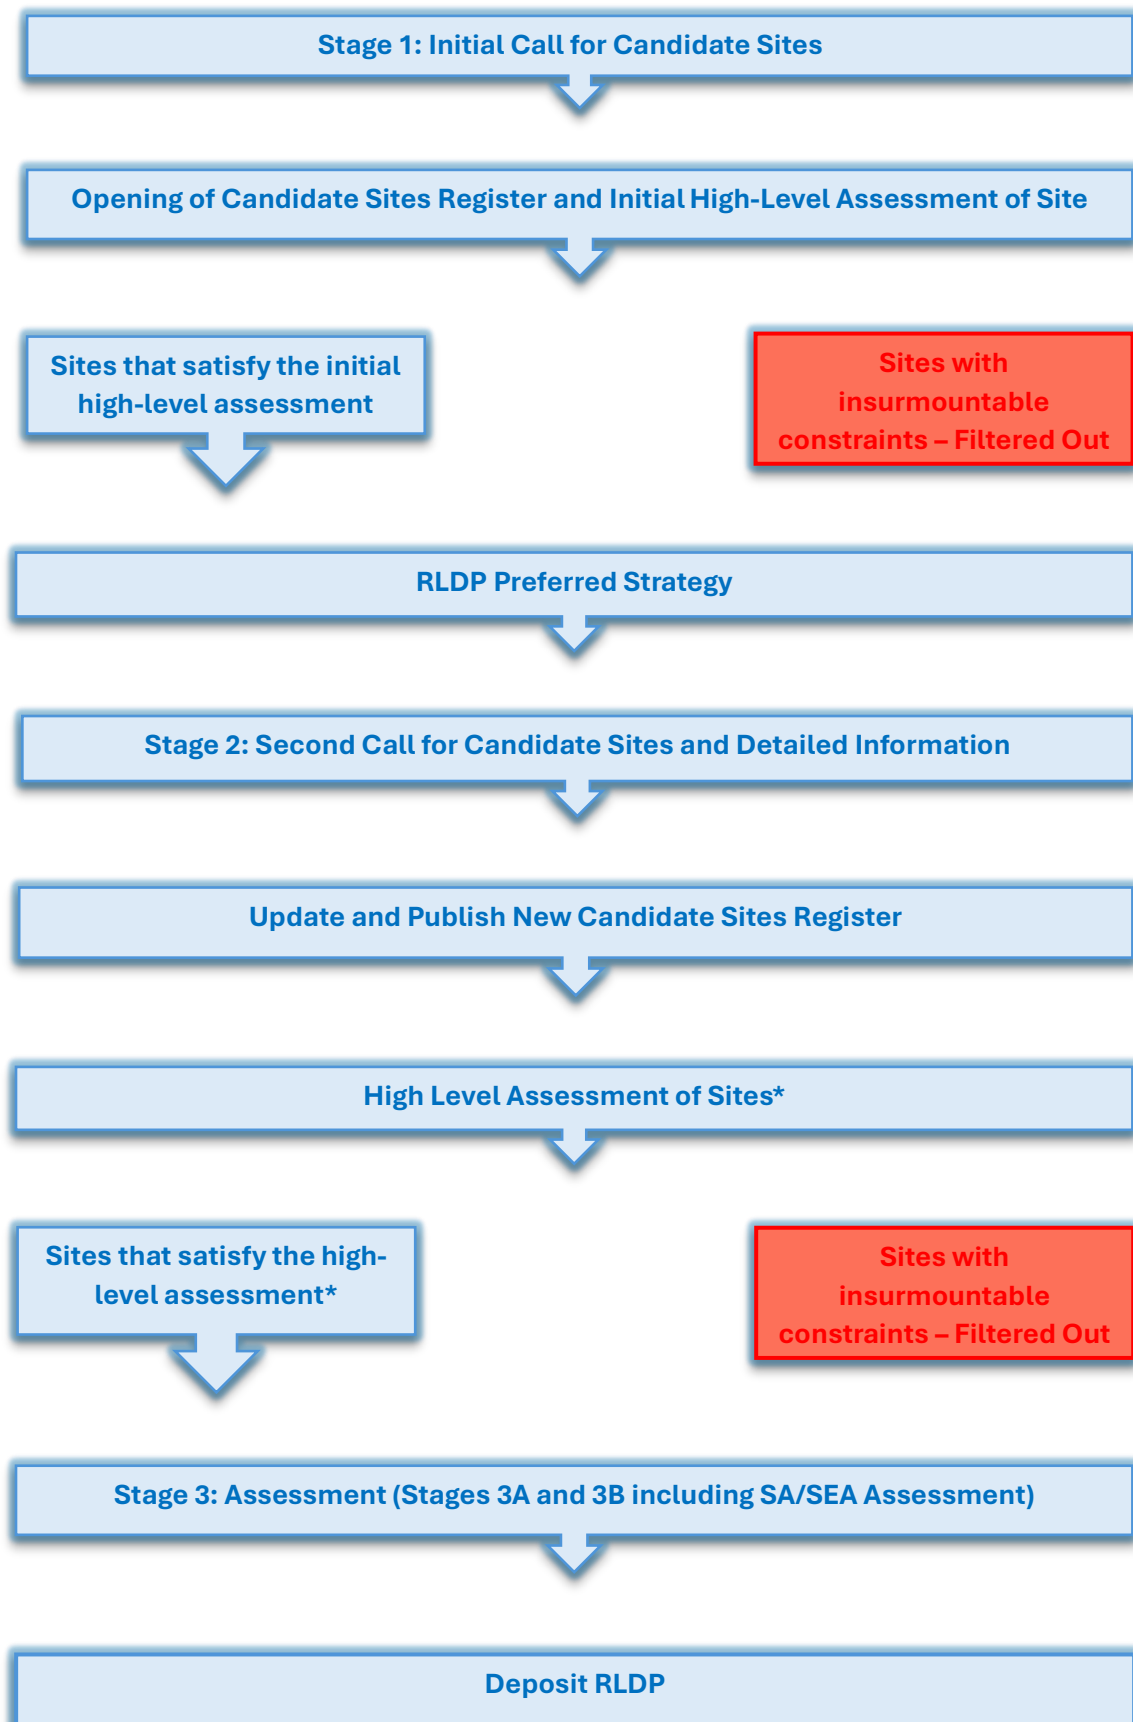 Stage 1: Initial Call for Candidate Sites
Opening of Candidate Sites Register and Initial High-Level Assessment of Site
Sites that satisfy the initial
high-level assessment
Sites with
insurmountable
constraints – Filtered Out
RLDP Preferred Strategy
Stage 2: Second Call for Candidate Sites and Detailed Information
Update and Publish New Candidate Sites Register
High Level Assessment of Sites*
Sites that satisfy the high-
level assessment*
Sites with
insurmountable
constraints – Filtered Out
Stage 3: Assessment (Stages 3A and 3B including SA/SEA Assessment)
Deposit RLDP